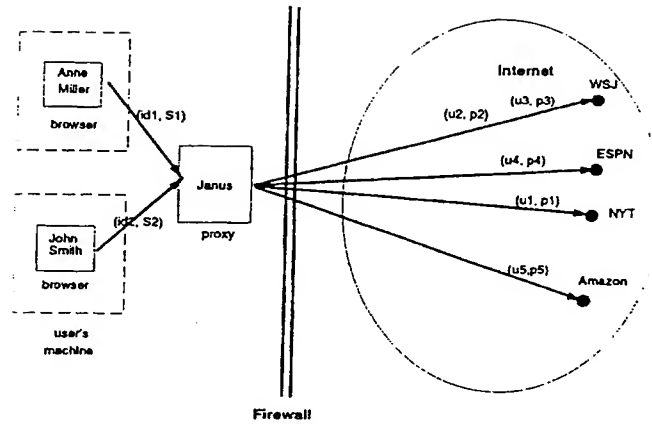 Anne
Miller
browser
(id1, S1)
Janus
proxy
(id2, S2)
John
Smith
browser
user's
machine
Firewall
Internet
WSJ
(u3, p3)
(u2, p2)
ESPN
(u4, p4)
(u1, p1)
NYT
Amazon
(u5,p5)